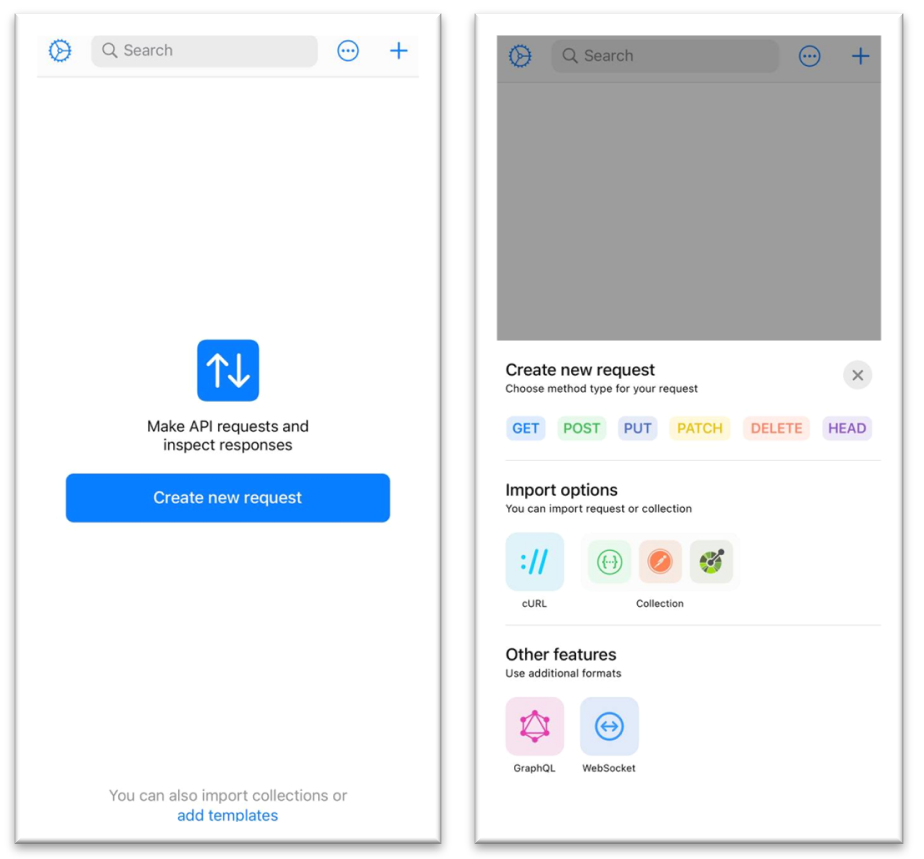 Search
Make API requests and
inspect responses
Create new request
You can also import collections or
add templates
Search
Create new request
Choose method type for your request
GET POST PUT PATCH DELETE HEAD
Import options
You can import request or collection
://
{··}
cURL Collection
Other features
Use additional formats
GraphQL WebSocket